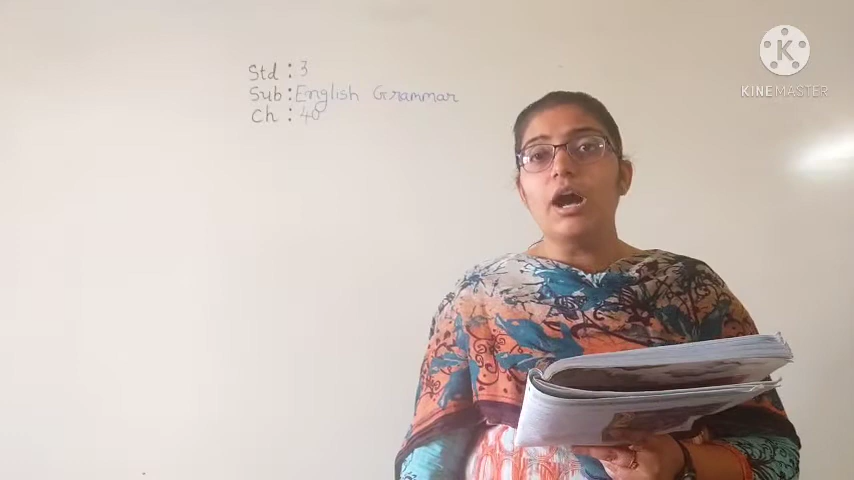 Std : 3
Sub : English Grammar
Ch : 40
K
KINEMASTER